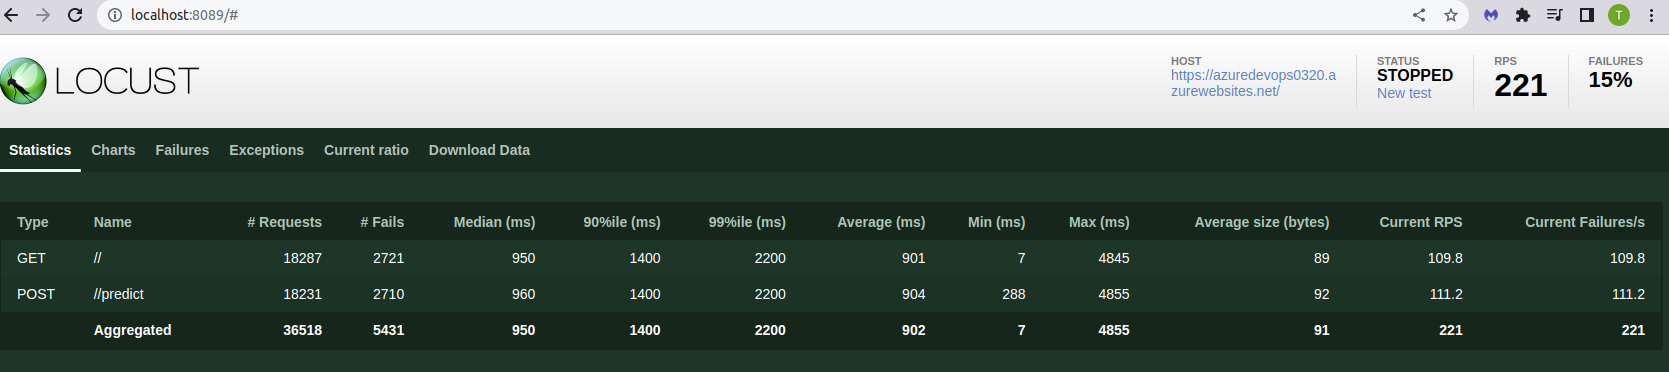 localhost:8089/#
T
LOCUST
HOST
https://azuredevops0320.a
zurewebsites.net/
STATUS
STOPPED
New test
RPS
221
FAILURES
15%
Statistics Charts Failures Exceptions Current ratio Download Data
Type Name # Requests # Fails Median (ms) 90%ile (ms) 99%ile (ms) Average (ms) Min (ms) Max (ms) Average size (bytes) Current RPS Current Failures/s
GET // 18287 2721 950 1400 2200 901 7 4845 89 109.8 109.8
POST //predict 18231 2710 960 1400 2200 904 288 4855 92 111.2 111.2
Aggregated 36518 5431 950 1400 2200 902 7 4855 91 221 221